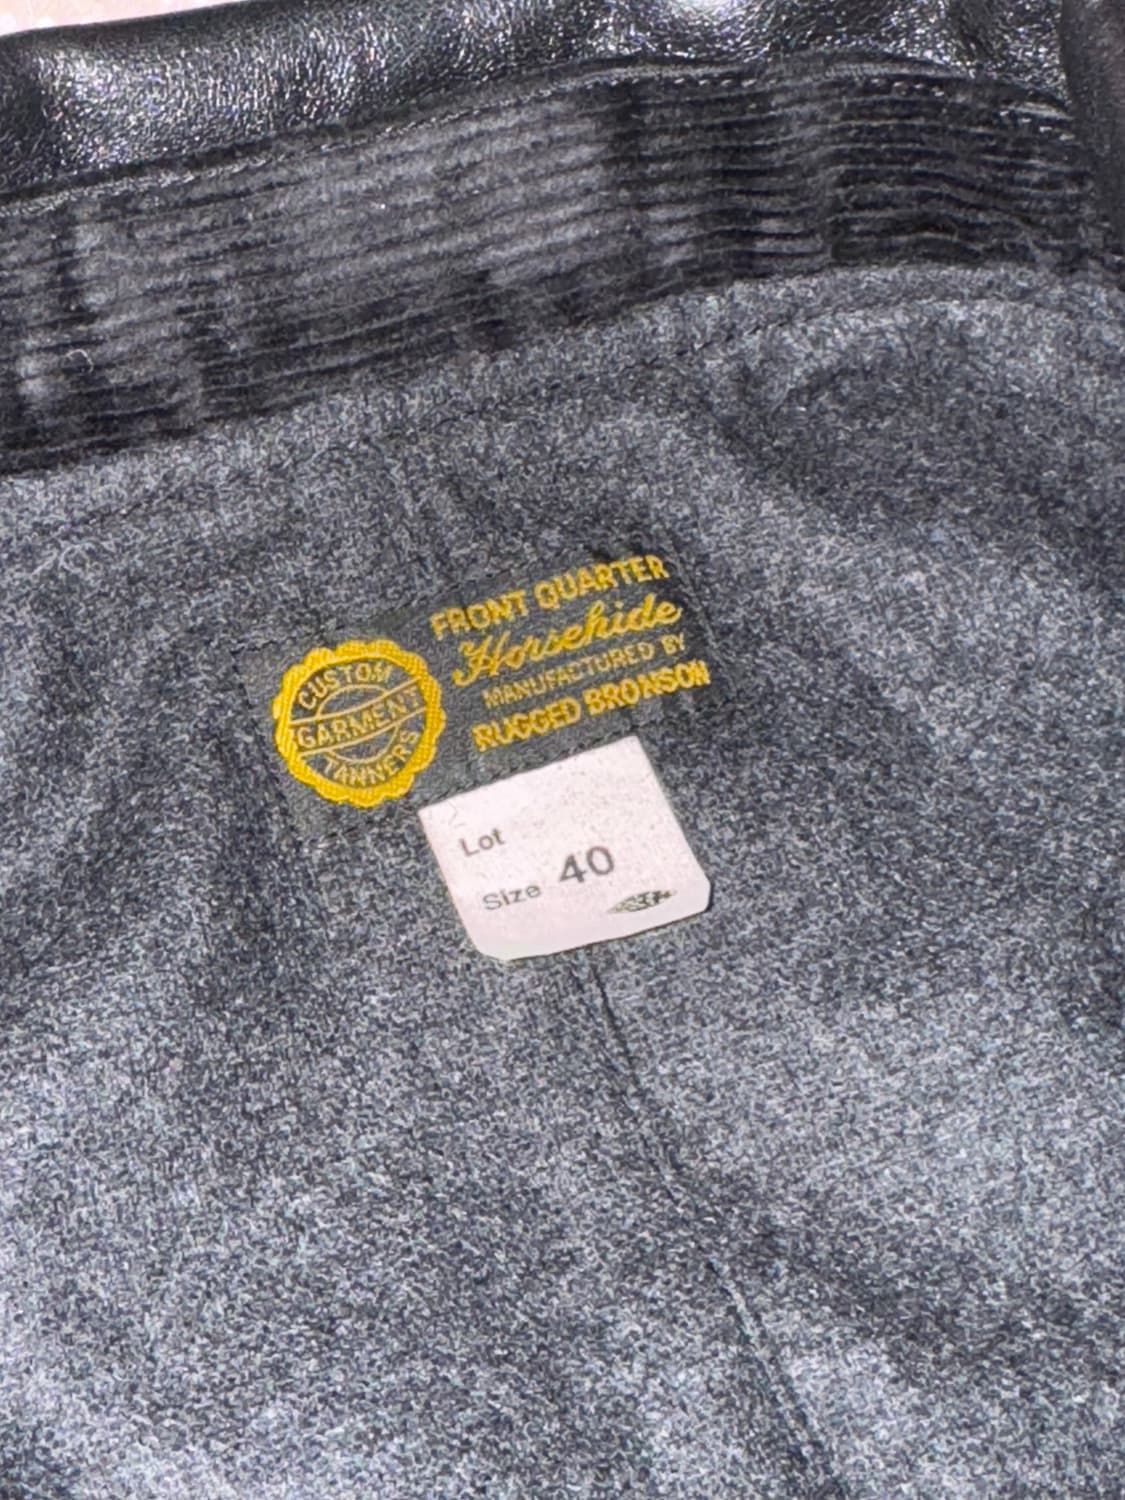 CUSTOM
GARMENT
TANNERS
FRONT QUARTER
Horsehide
MANUFACTURED BY
RUGGED BRONSON
Lot
Size 40